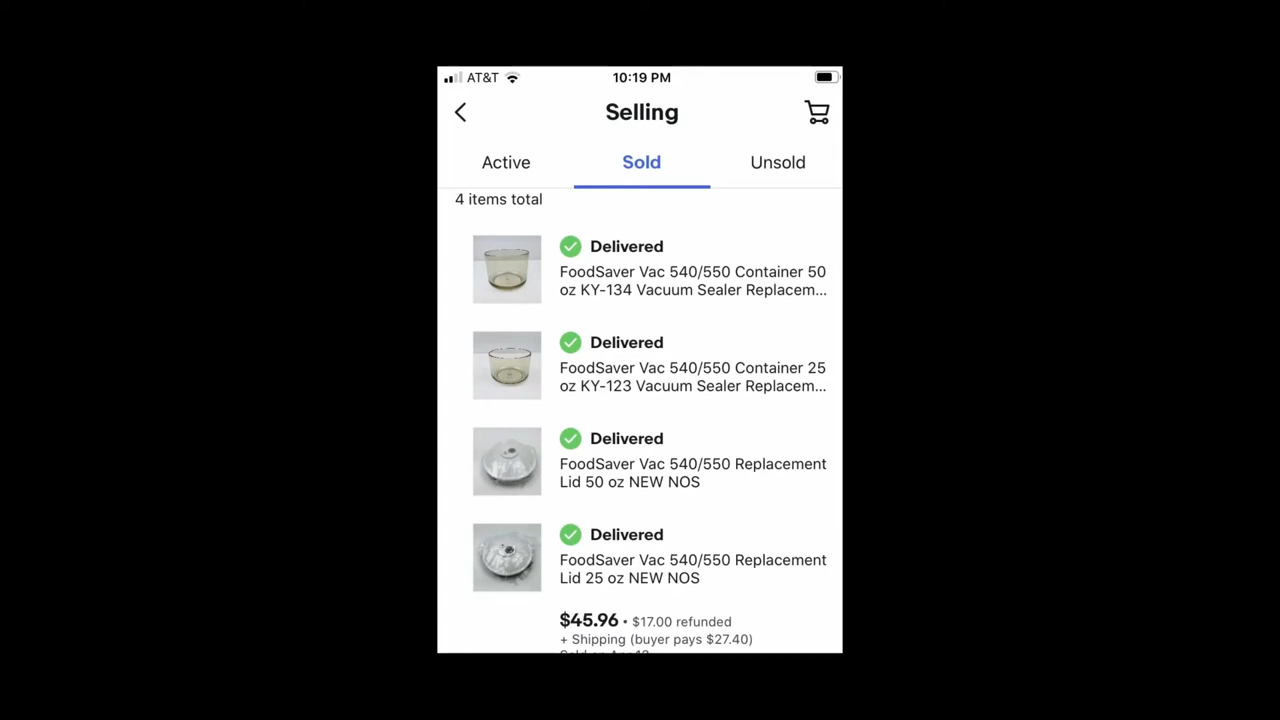 AT&T 10:19 PM
Selling
Active Sold Unsold
4 items total
Delivered
FoodSaver Vac 540/550 Container 50
oz KY-134 Vacuum Sealer Replacem...
Delivered
FoodSaver Vac 540/550 Container 25
oz KY-123 Vacuum Sealer Replacem...
Delivered
FoodSaver Vac 540/550 Replacement
Lid 50 oz NEW NOS
Delivered
FoodSaver Vac 540/550 Replacement
Lid 25 oz NEW NOS
$45.96 • $17.00 refunded
+ Shipping (buyer pays $27.40)